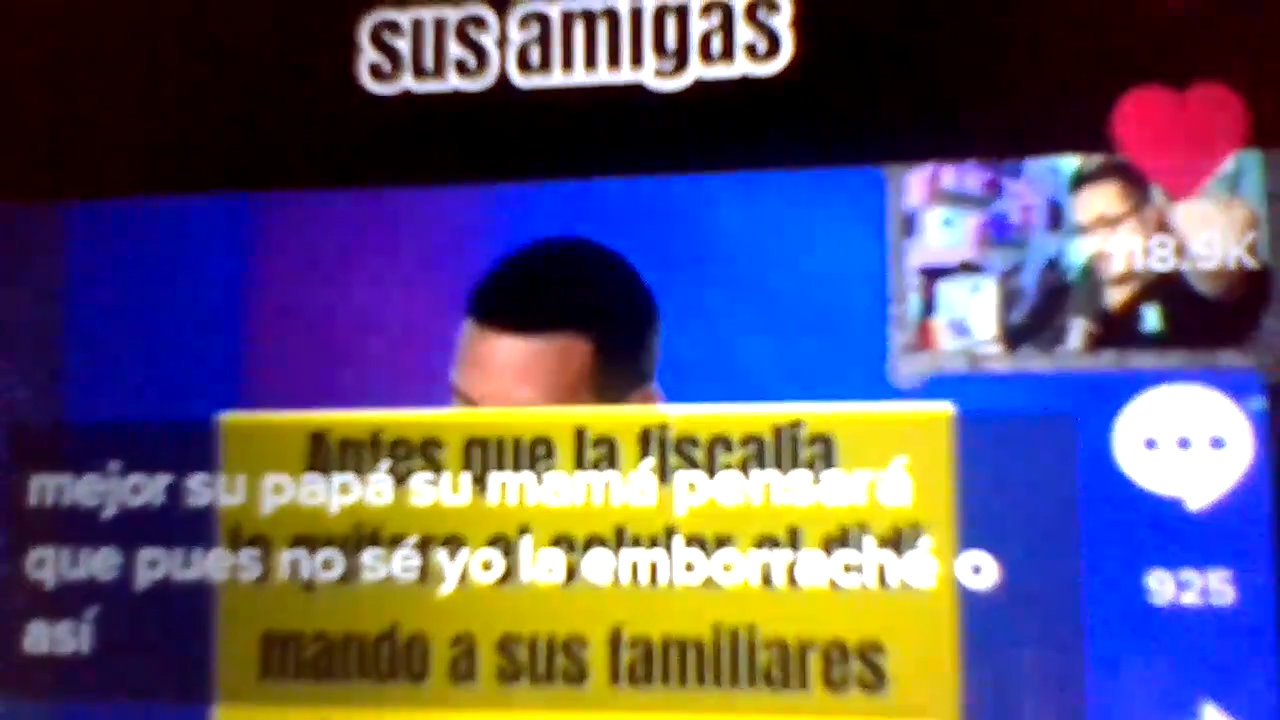 sus amigas
118.9K
Antes que la fiscalía
mejor su papá su mamá pensará
que pues no sé yo la emborraché o
así
mando a sus familiares
925